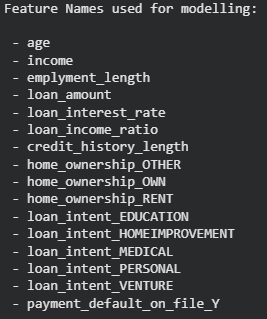 Feature Names used for modelling:
- age
- income
- emplyment_length
- loan_amount
- loan_interest_rate
- loan_income_ratio
- credit_history_length
- home_ownership_OTHER
- home_ownership_OWN
- home_ownership_RENT
- loan_intent_EDUCATION
- loan_intent_HOMEIMPROVEMENT
- loan_intent_MEDICAL
- loan_intent_PERSONAL
- loan_intent_VENTURE
- payment_default_on_file_Y